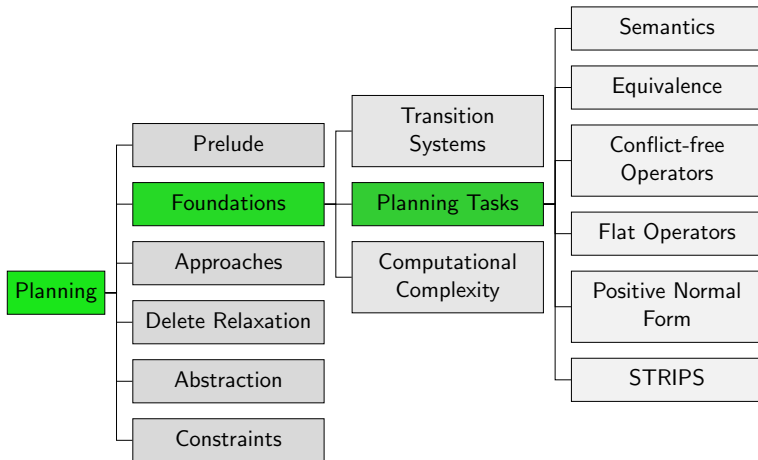 Planning
Prelude
Foundations
Approaches
Delete Relaxation
Abstraction
Constraints
Transition
Systems
Planning Tasks
Computational
Complexity
Semantics
Equivalence
Conflict-free
Operators
Flat Operators
Positive Normal
Form
STRIPS